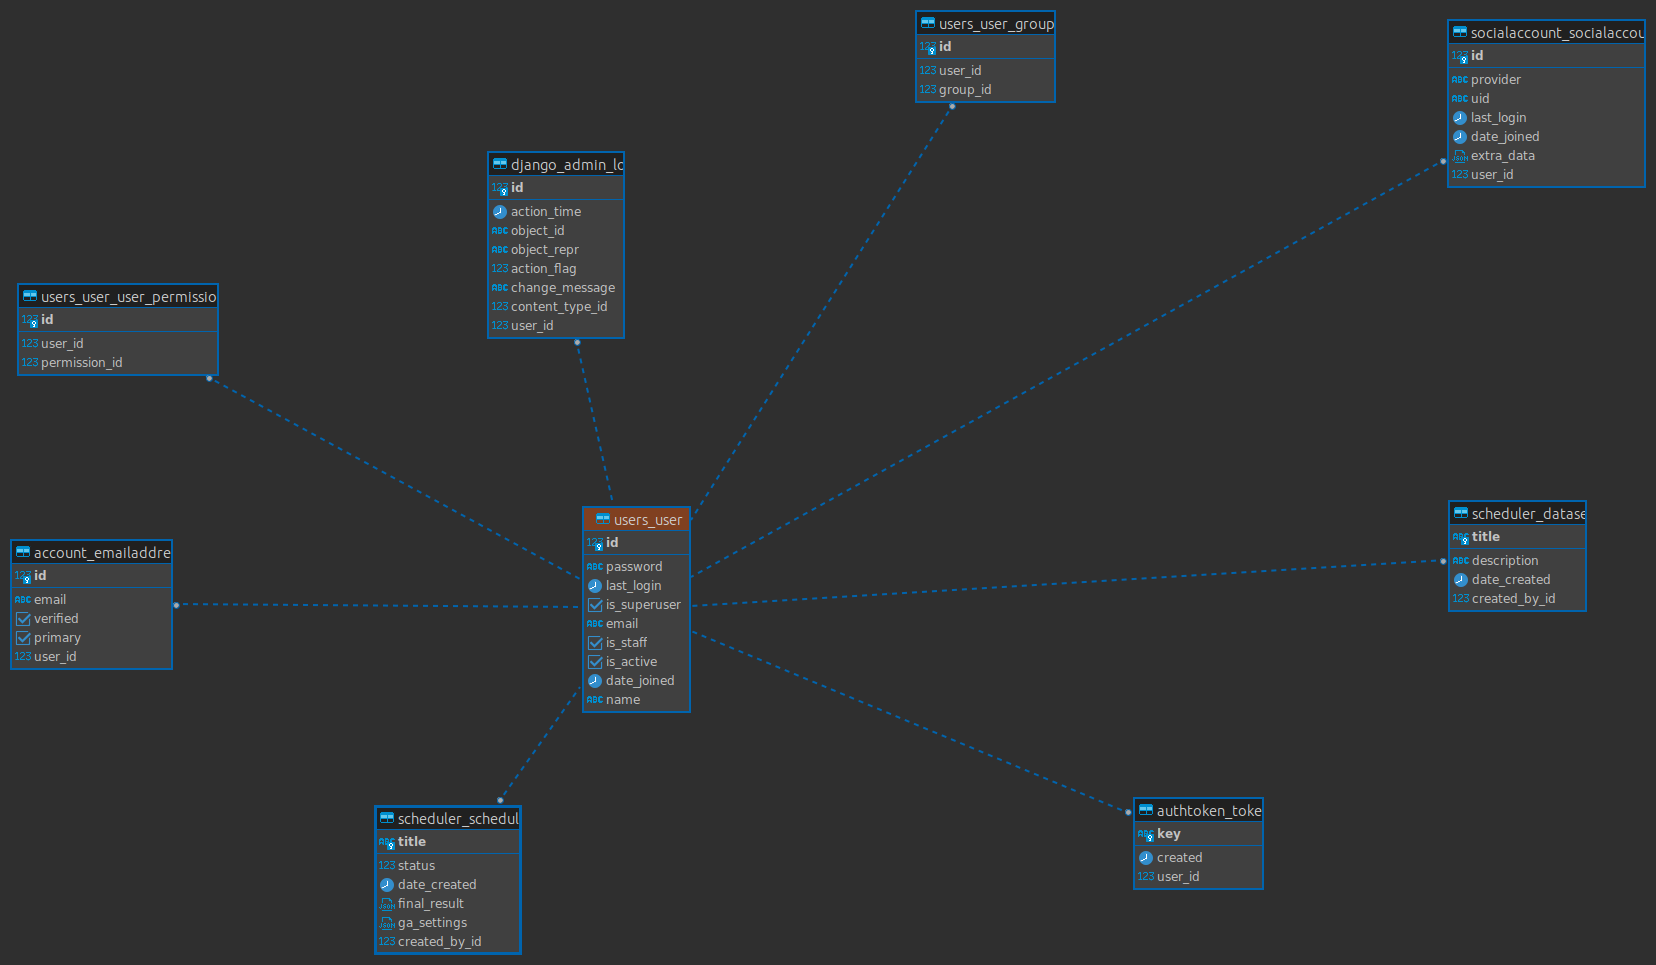 users_user_group
id
user_id
group_id
socialaccount_socialaccou
id
provider
uid
last_login
date_joined
extra_data
user_id
django_admin_lo
id
action_time
object_id
object_repr
action_flag
change_message
content_type_id
user_id
users_user_user_permissio
id
user_id
permission_id
users_user
id
password
last_login
is_superuser
email
is_staff
is_active
date_joined
name
scheduler_datase
title
description
date_created
created_by_id
account_emailaddre
id
email
verified
primary
user_id
scheduler_schedul
title
status
date_created
final_result
ga_settings
created_by_id
authtoken_toke
key
created
user_id